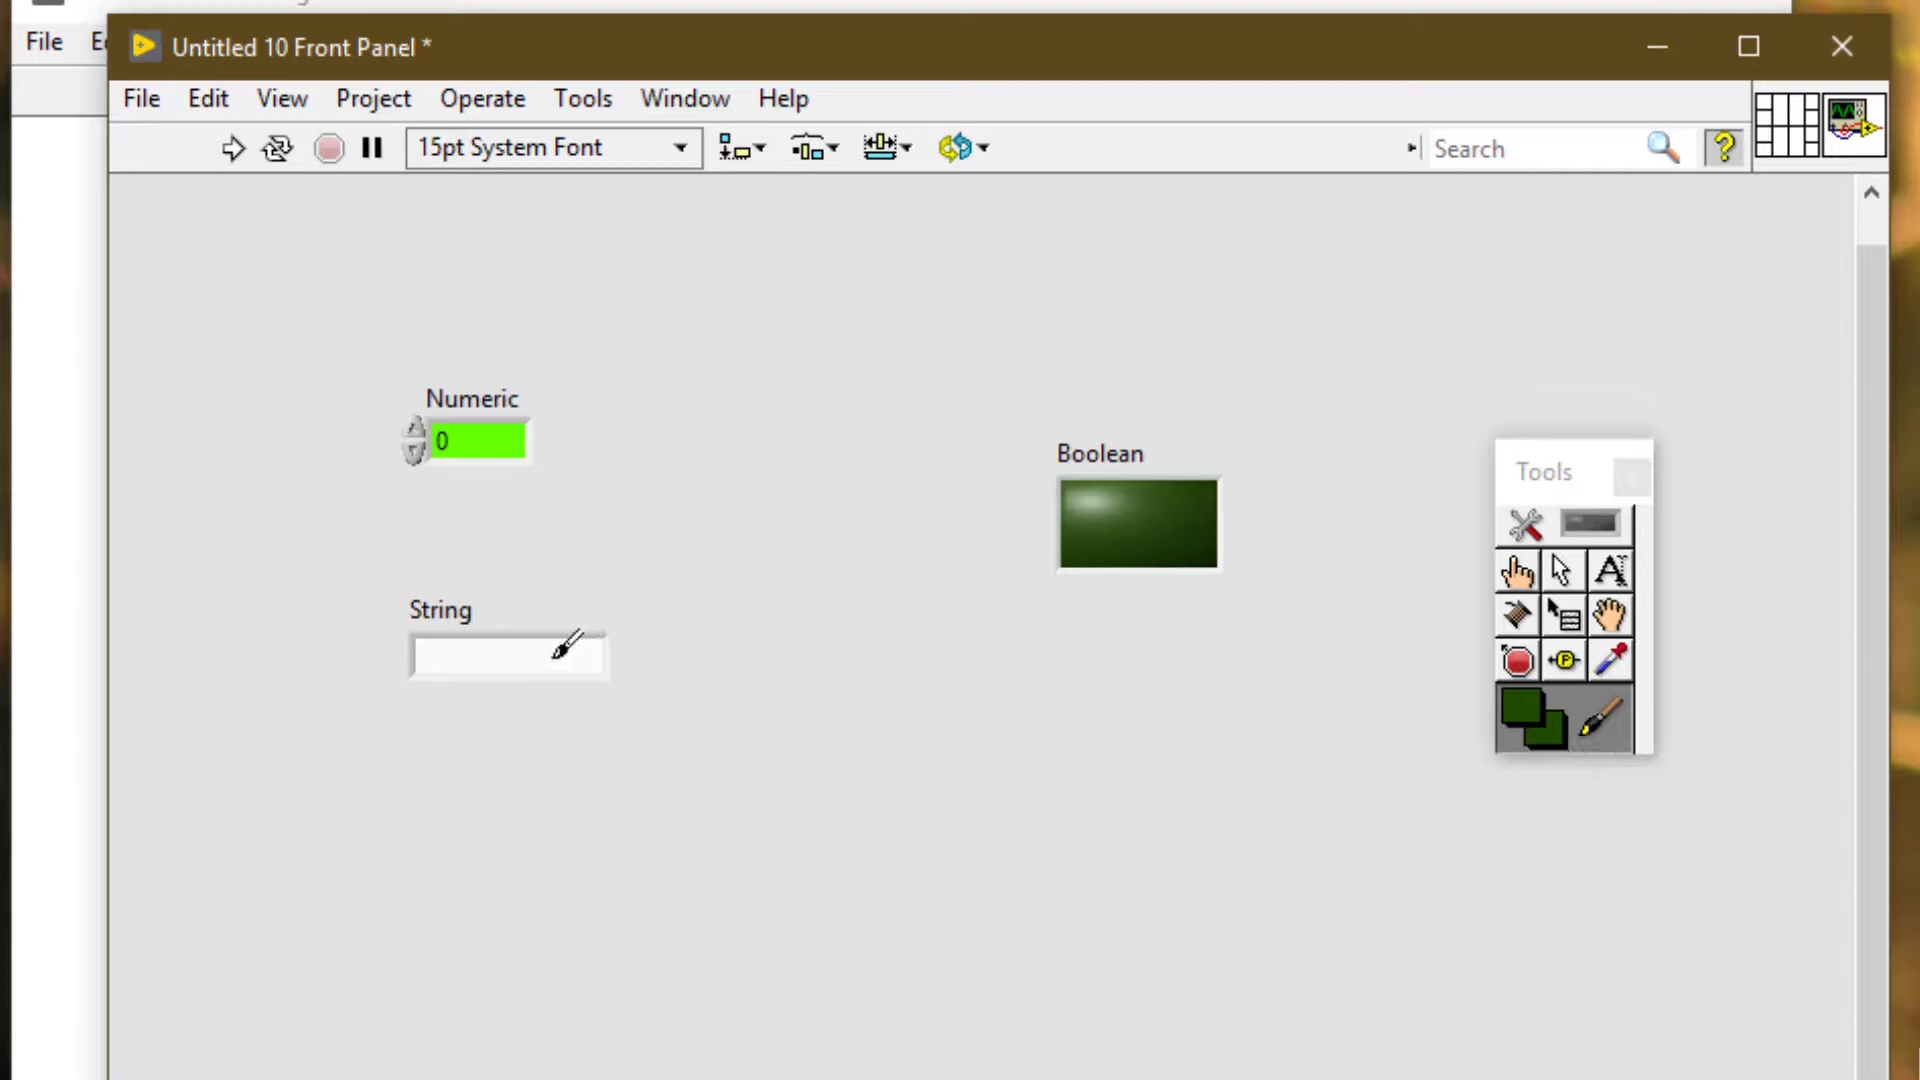 File
Untitled 10 Front Panel *
File Edit View Project Operate Tools Window Help
15pt System Font
Search
?
Numeric
0
Boolean
String
Tools
A
P